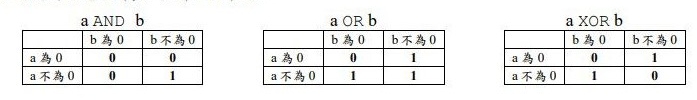 a AND b a OR b a XOR b
b 為 0 b 不為 0 b 為 0 b 不為 0 b 為 0 b 不為 0
a 為 0 0 0 a 為 0 0 1 a 為 0 0 1
a 不為 0 0 1 a 不為 0 1 1 a 不為 0 1 0